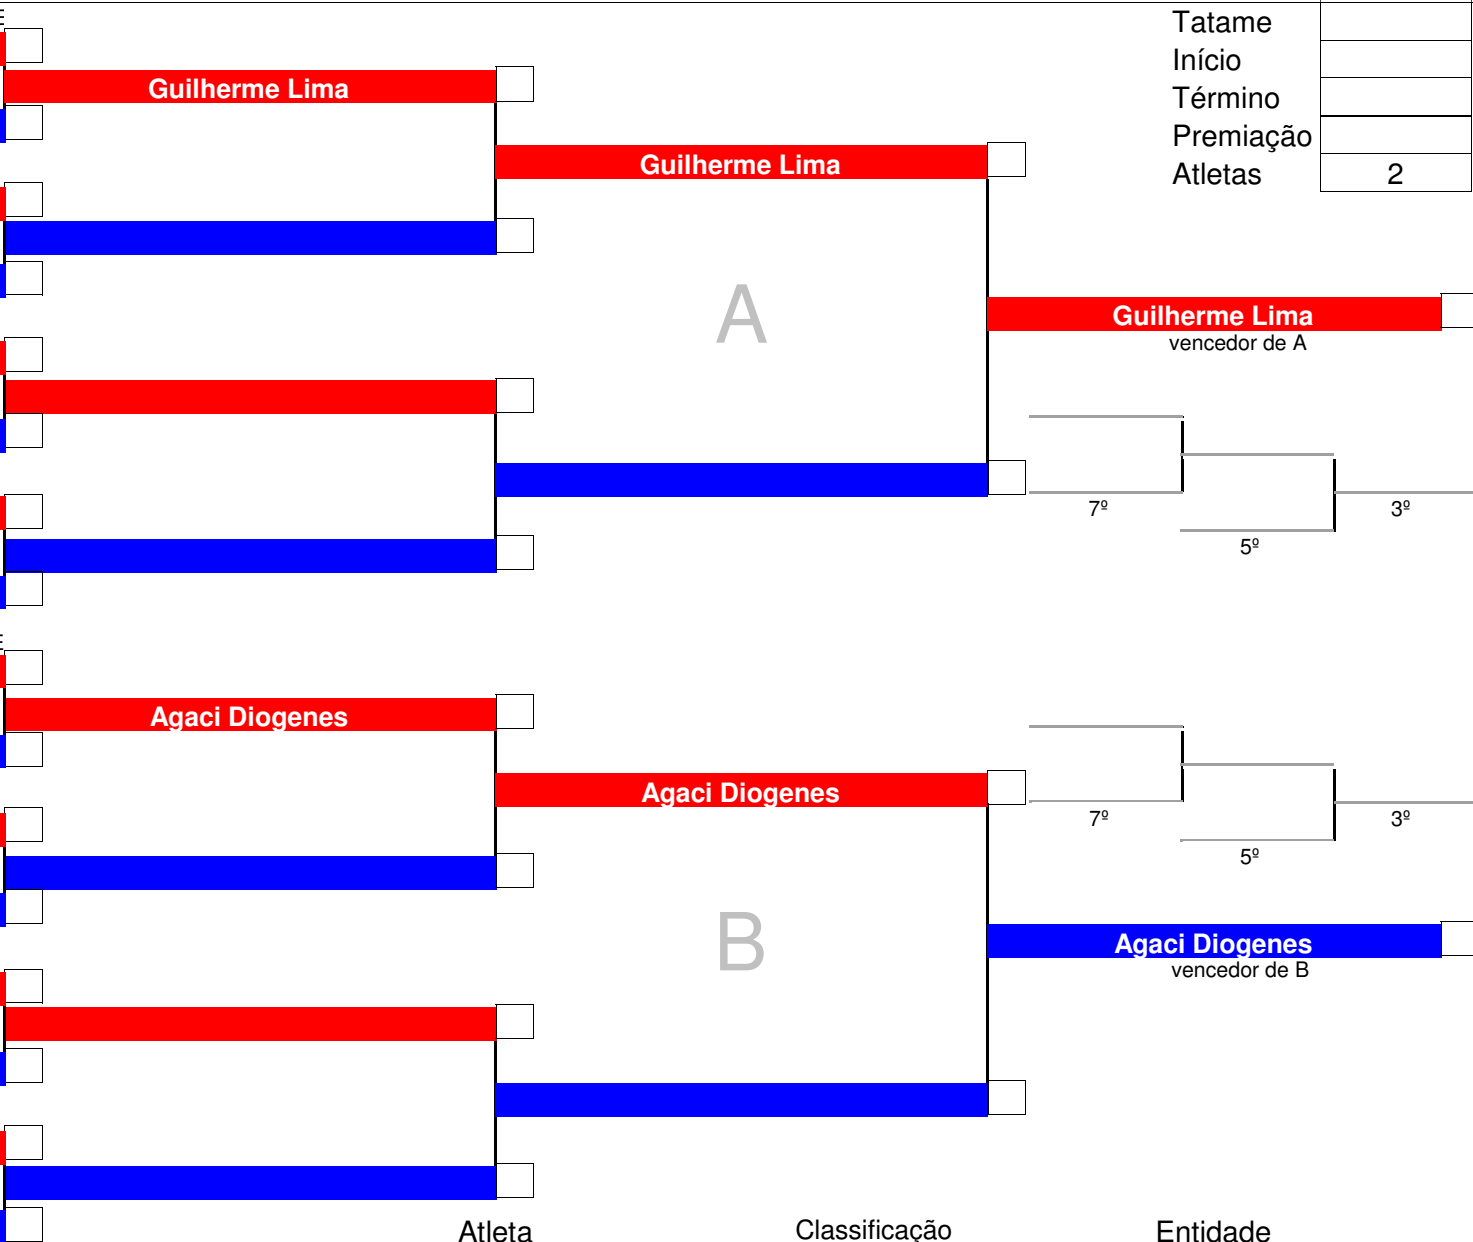 Tatame
Início
Término
Premiação
Atletas 2
Guilherme Lima
Guilherme Lima
A
Guilherme Lima
vencedor de A
7º
3º
5º
Agaci Diogenes
Agaci Diogenes
7º
3º
5º
B
Agaci Diogenes
vencedor de B
Atleta Classificação Entidade